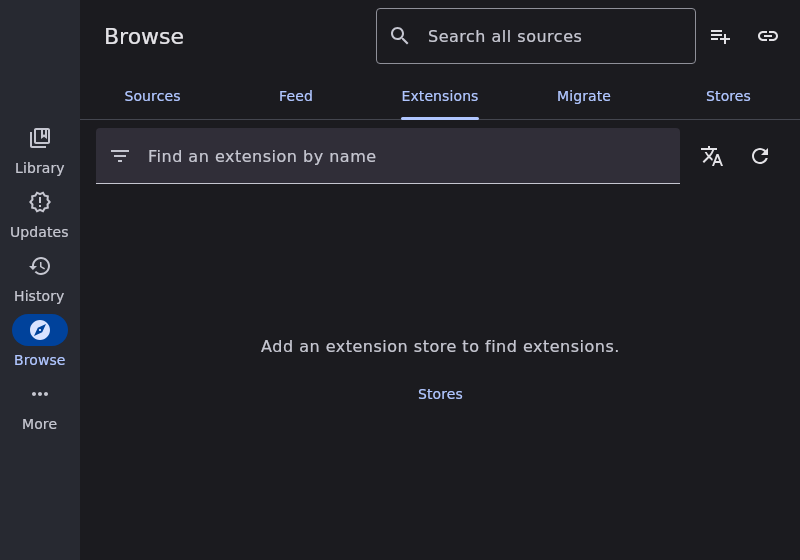 Browse
Search all sources
Sources
Feed
Extensions
Migrate
Stores
Find an extension by name
Library
Updates
History
Browse
More
Add an extension store to find extensions.
Stores